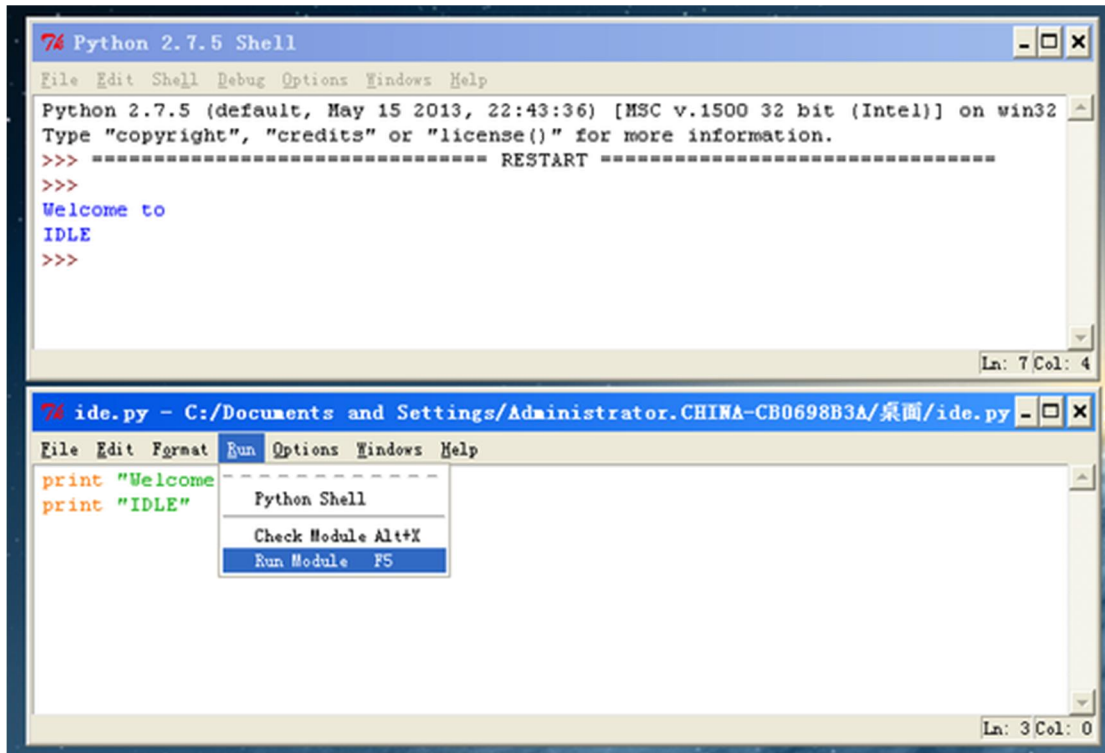 Python 2.7.5 Shell
File Edit Shell Debug Options Windows Help
Python 2.7.5 (default, May 15 2013, 22:43:36) [MSC v.1500 32 bit (Intel)] on win32
Type "copyright", "credits" or "license()" for more information.
>>> ================================ RESTART ================================
>>>
Welcome to
IDLE
>>>
Ln: 7 Col: 4
ide.py - C:/Documents and Settings/Administrator.CHINA-CB0698B3A/桌面/ide.py
File Edit Format Run Options Windows Help
print "Welcome
print "IDLE"
Python Shell
Check Module Alt+X
Run Module F5
Ln: 3 Col: 0